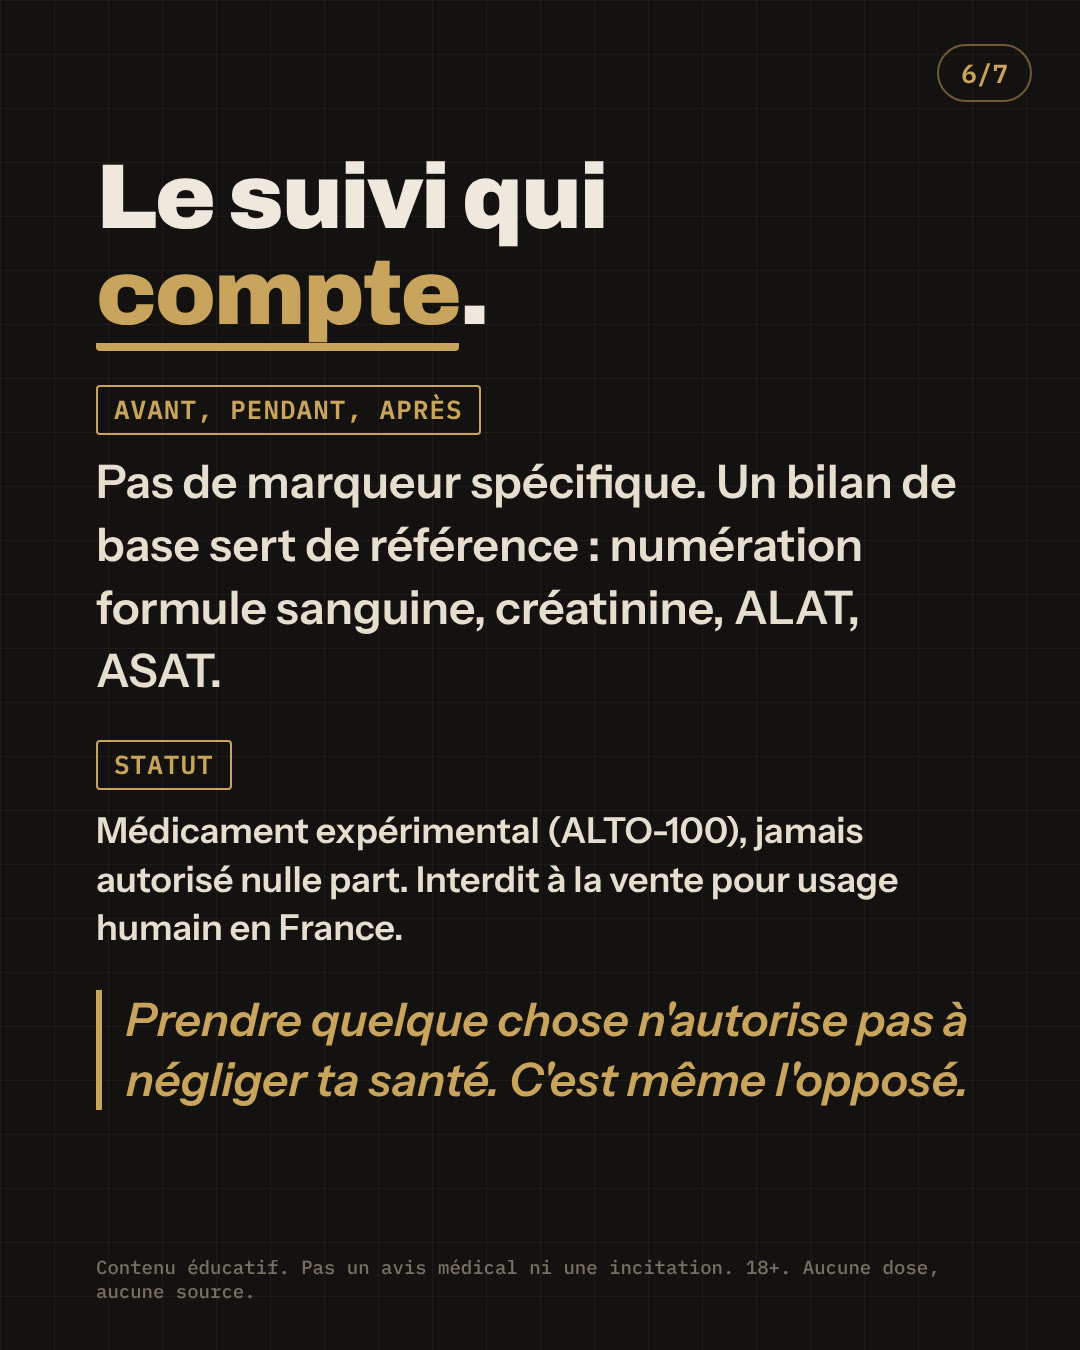 6/7
Le suivi qui
compte.
AVANT, PENDANT, APRÈS
Pas de marqueur spécifique. Un bilan de
base sert de référence : numération
formule sanguine, créatinine, ALAT,
ASAT.
STATUT
Médicament expérimental (ALTO-100), jamais
autorisé nulle part. Interdit à la vente pour usage
humain en France.
Prendre quelque chose n'autorise pas à
négliger ta santé. C'est même l'opposé.
Contenu éducatif. Pas un avis médical ni une incitation. 18+. Aucune dose,
aucune source.